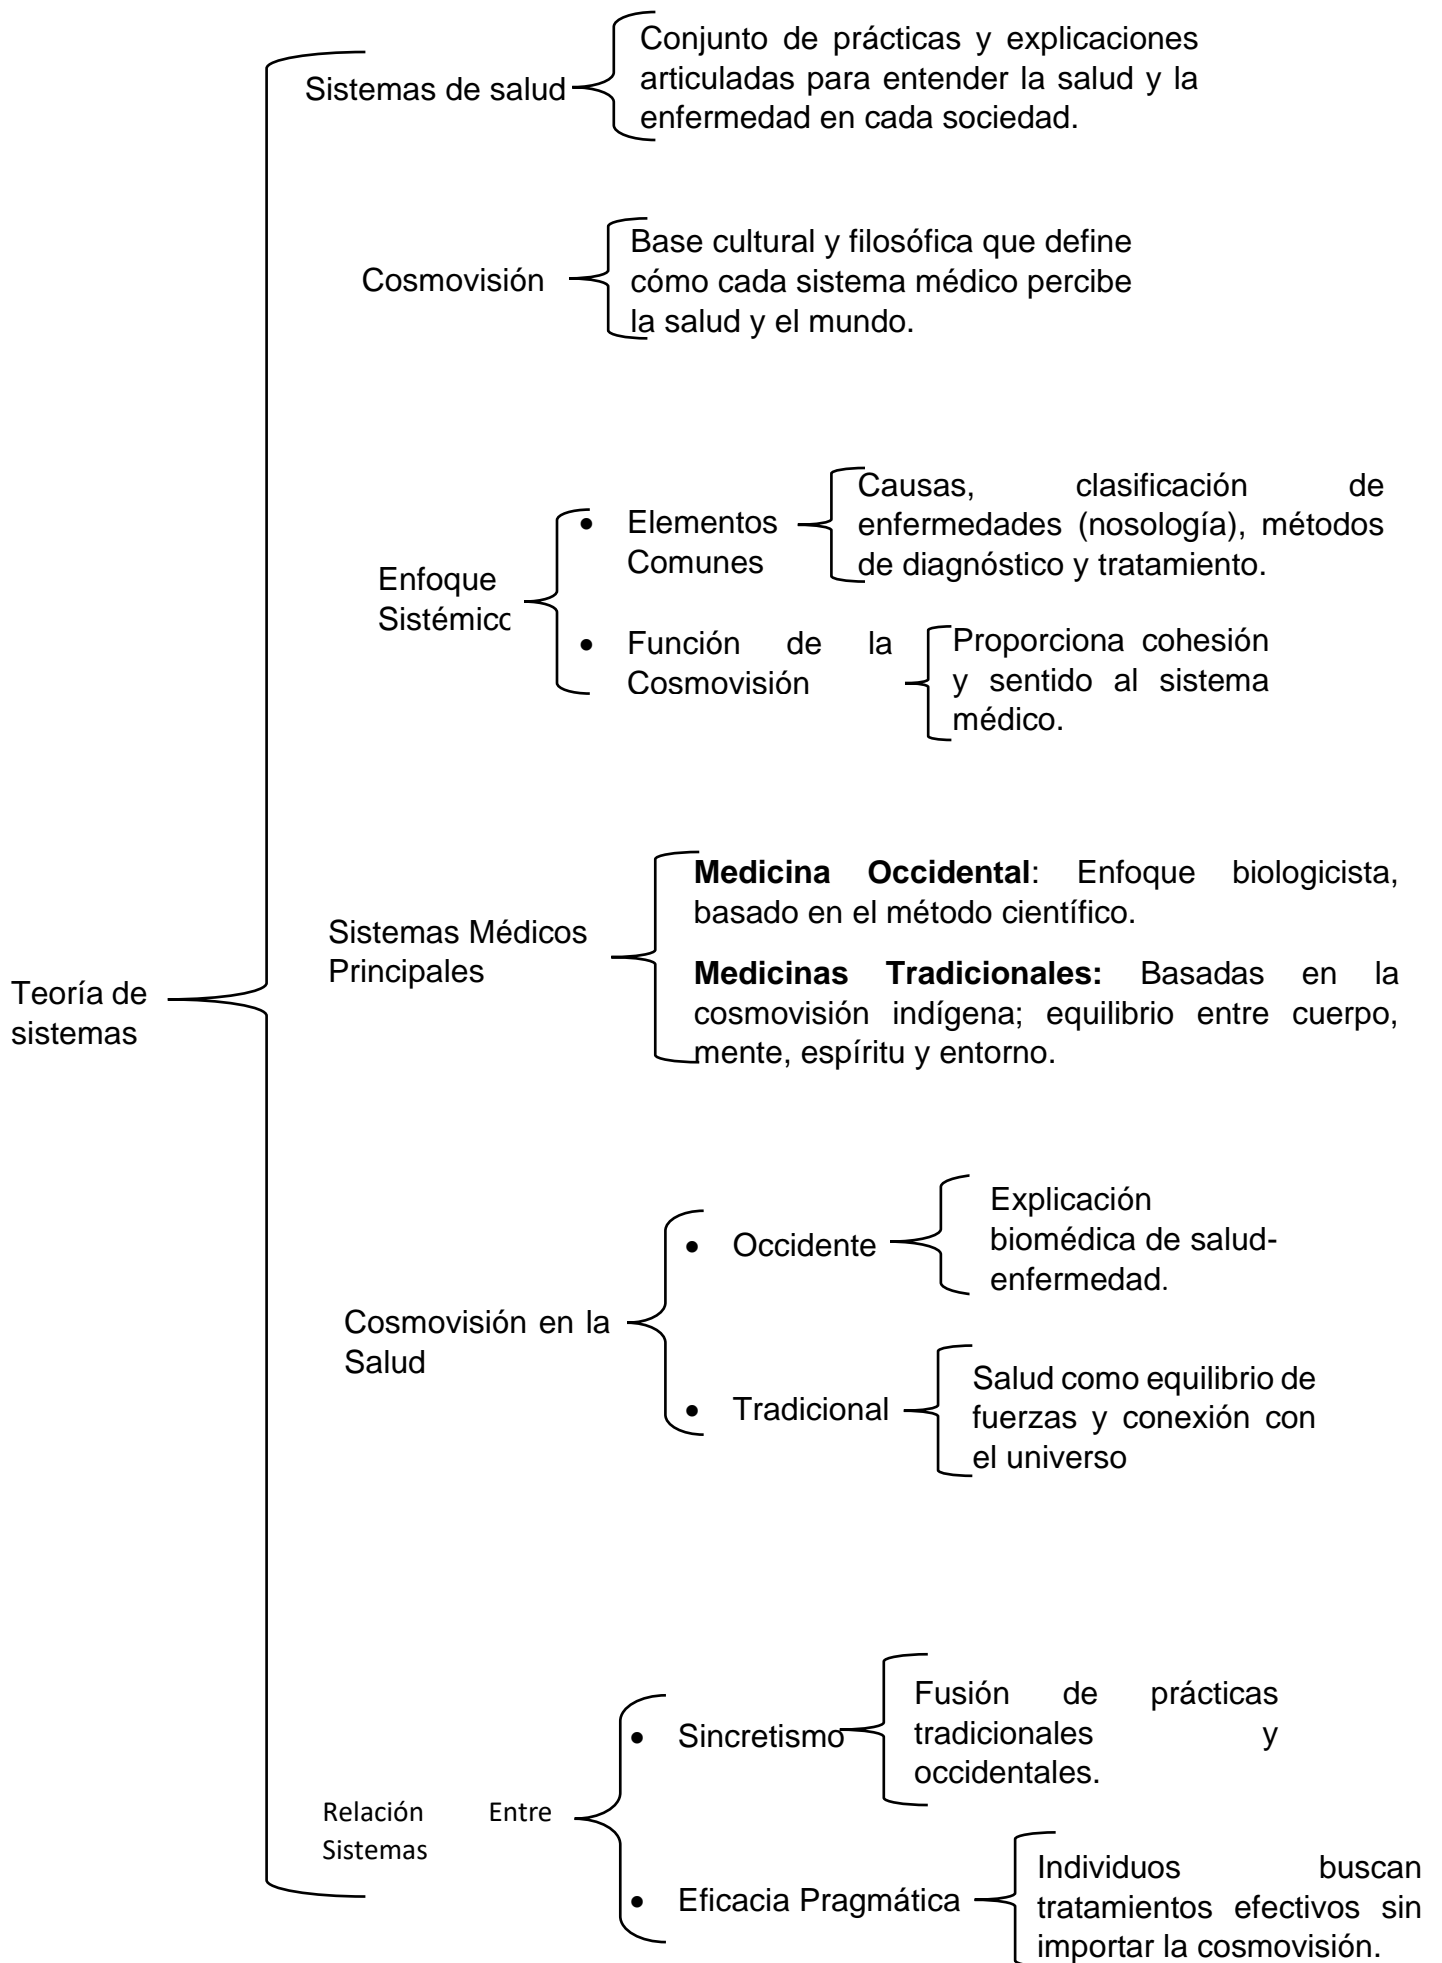 Teoría de
sistemas
Sistemas de salud
Conjunto de prácticas y explicaciones
articuladas para entender la salud y la
enfermedad en cada sociedad.
Cosmovisión
Base cultural y filosófica que define
cómo cada sistema médico percibe
la salud y el mundo.
Enfoque
Sistémico
• Elementos
Comunes
Causas, clasificación de
enfermedades (nosología), métodos
de diagnóstico y tratamiento.
• Función de la
Cosmovisión
Proporciona cohesión
y sentido al sistema
médico.
Sistemas Médicos
Principales
Medicina Occidental: Enfoque biologicista,
basado en el método científico.
Medicinas Tradicionales: Basadas en la
cosmovisión indígena; equilibrio entre cuerpo,
mente, espíritu y entorno.
Cosmovisión en la
Salud
• Occidente
Explicación
biomédica de salud-
enfermedad.
• Tradicional
Salud como equilibrio de
fuerzas y conexión con
el universo
Relación Entre
Sistemas
• Sincretismo
Fusión de prácticas
tradicionales y
occidentales.
• Eficacia Pragmática
Individuos buscan
tratamientos efectivos sin
importar la cosmovisión.